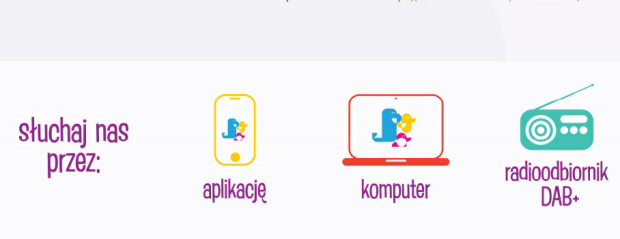 słuchaj nas
przez:
aplikację
komputer
radioodbiornik
DAB+